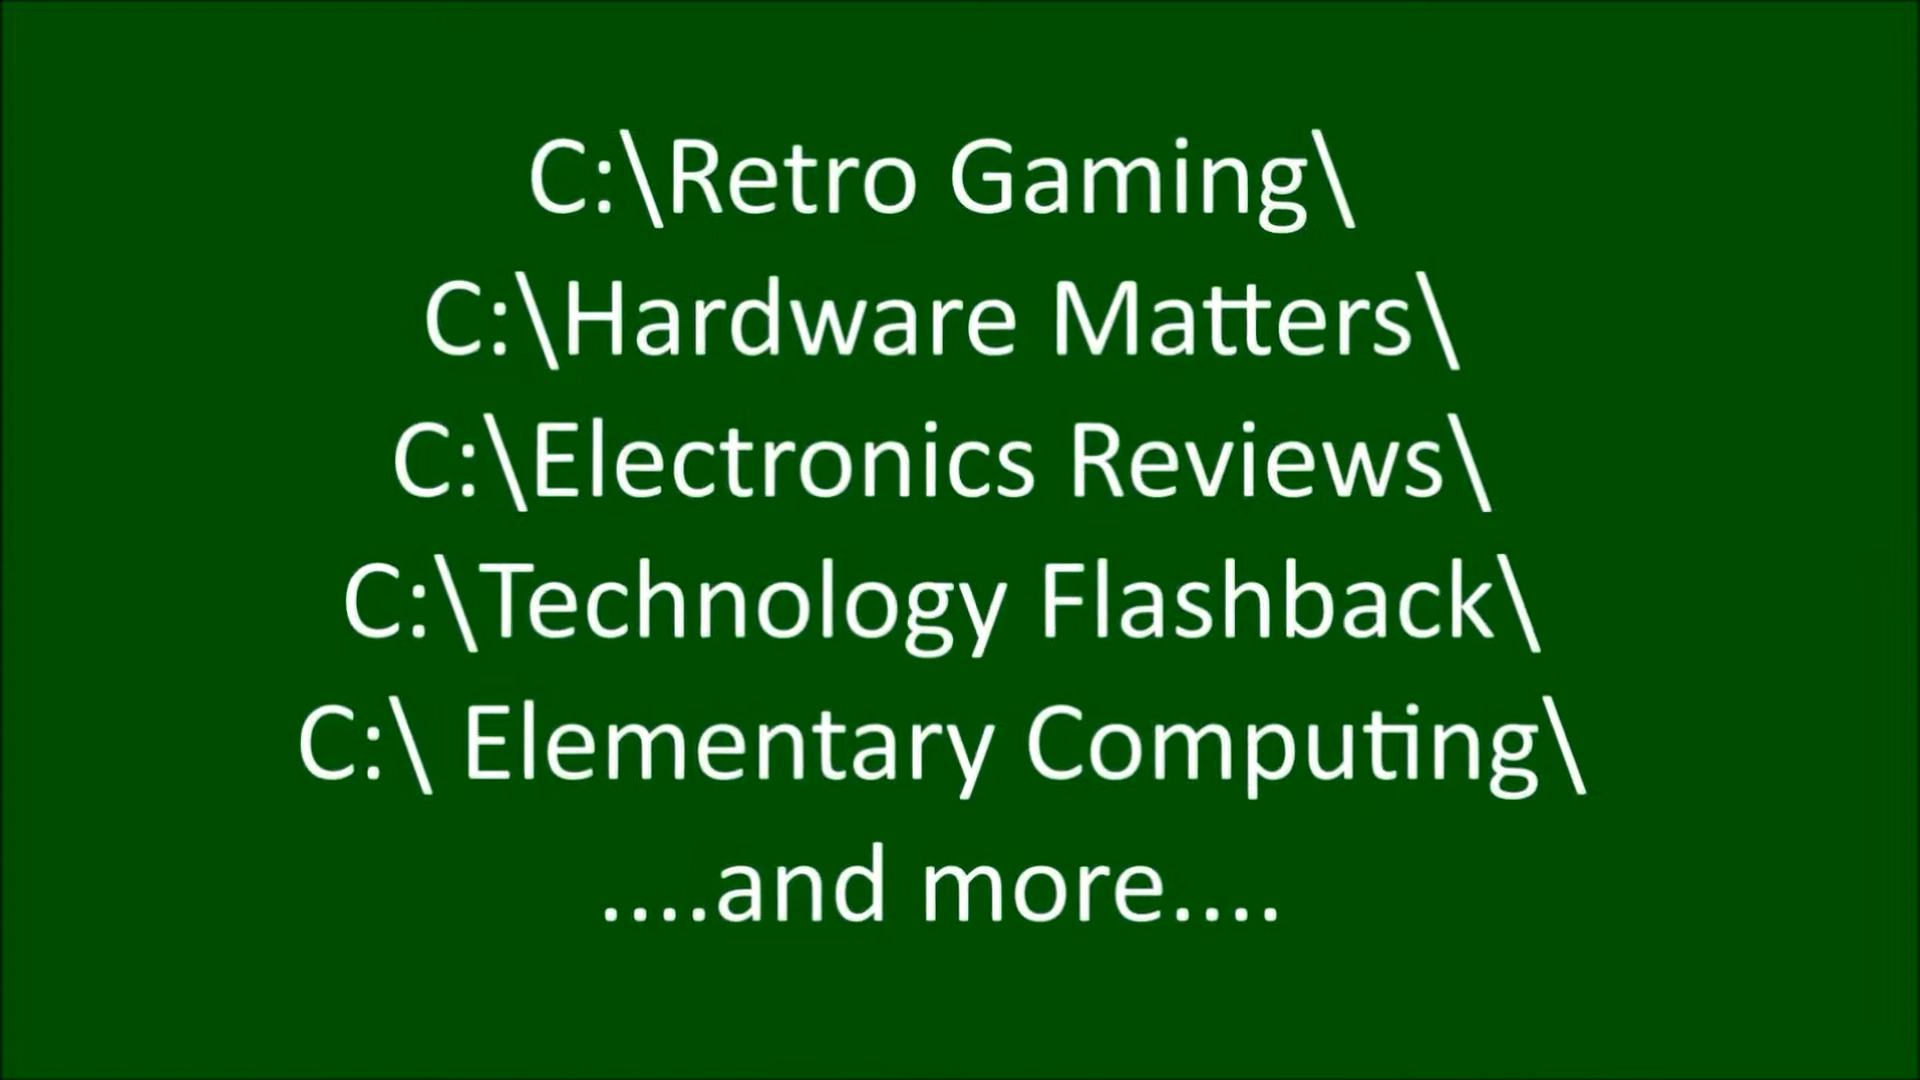 C:\Retro Gaming\
C:\Hardware Matters\
C:\Electronics Reviews\
C:\Technology Flashback\
C:\ Elementary Computing\
....and more....